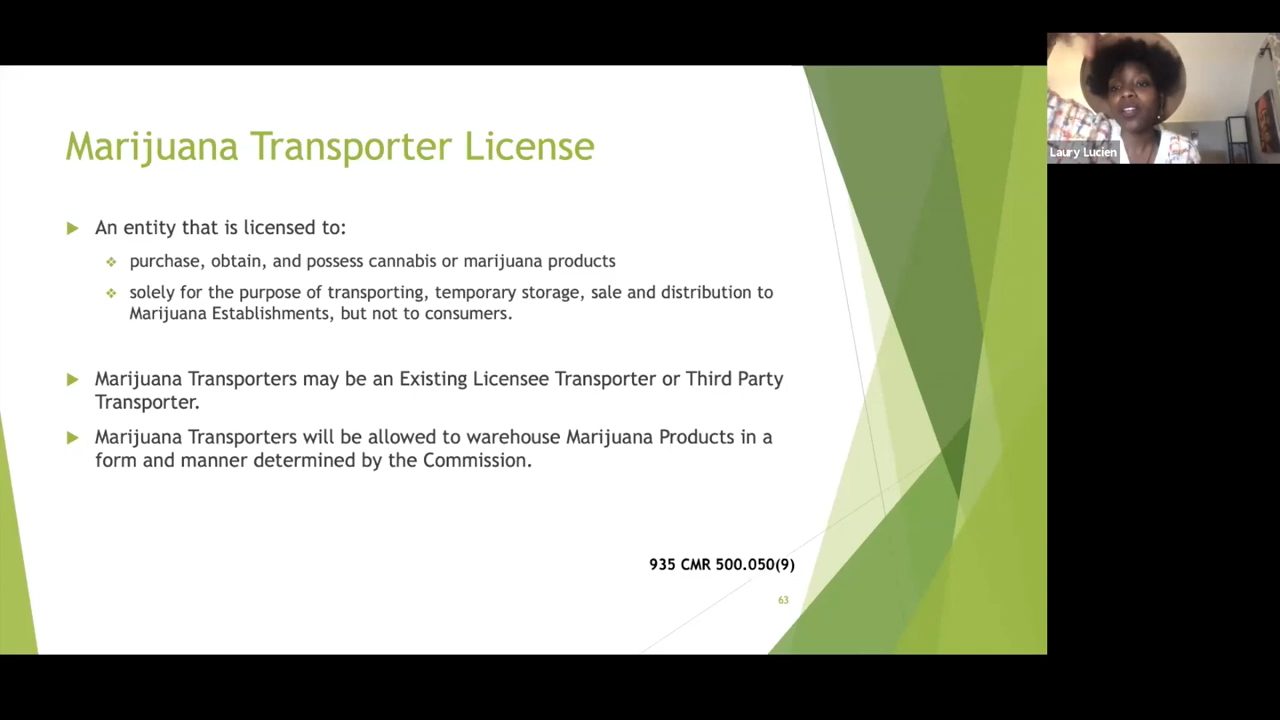 Marijuana Transporter License
An entity that is licensed to:
purchase, obtain, and possess cannabis or marijuana products
solely for the purpose of transporting, temporary storage, sale and distribution to
Marijuana Establishments, but not to consumers.
Marijuana Transporters may be an Existing Licensee Transporter or Third Party
Transporter.
Marijuana Transporters will be allowed to warehouse Marijuana Products in a
form and manner determined by the Commission.
935 CMR 500.050(9)
63
Laury Lucien